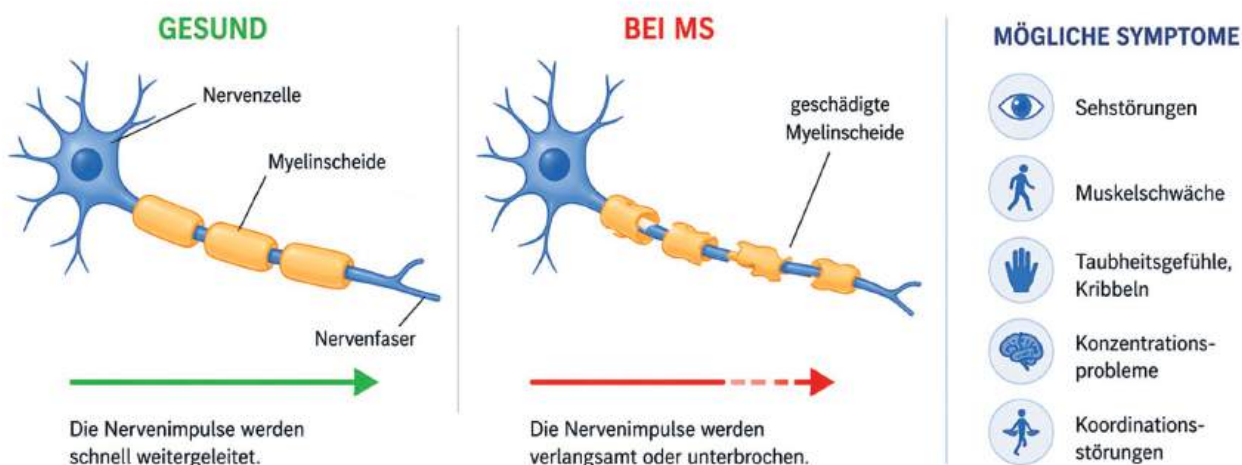 GESUND
Nervenzelle
Myelinscheide
Nervenfaser
Die Nervenimpulse werden
schnell weitergeleitet.
BEI MS
geschädigte
Myelinscheide
Die Nervenimpulse werden
verlangsamt oder unterbrochen.
MÖGLICHE SYMPTOME
Sehstörungen
Muskelschwäche
Taubheitsgefühle,
Kribbeln
Konzentrations-
probleme
Koordinations-
störungen